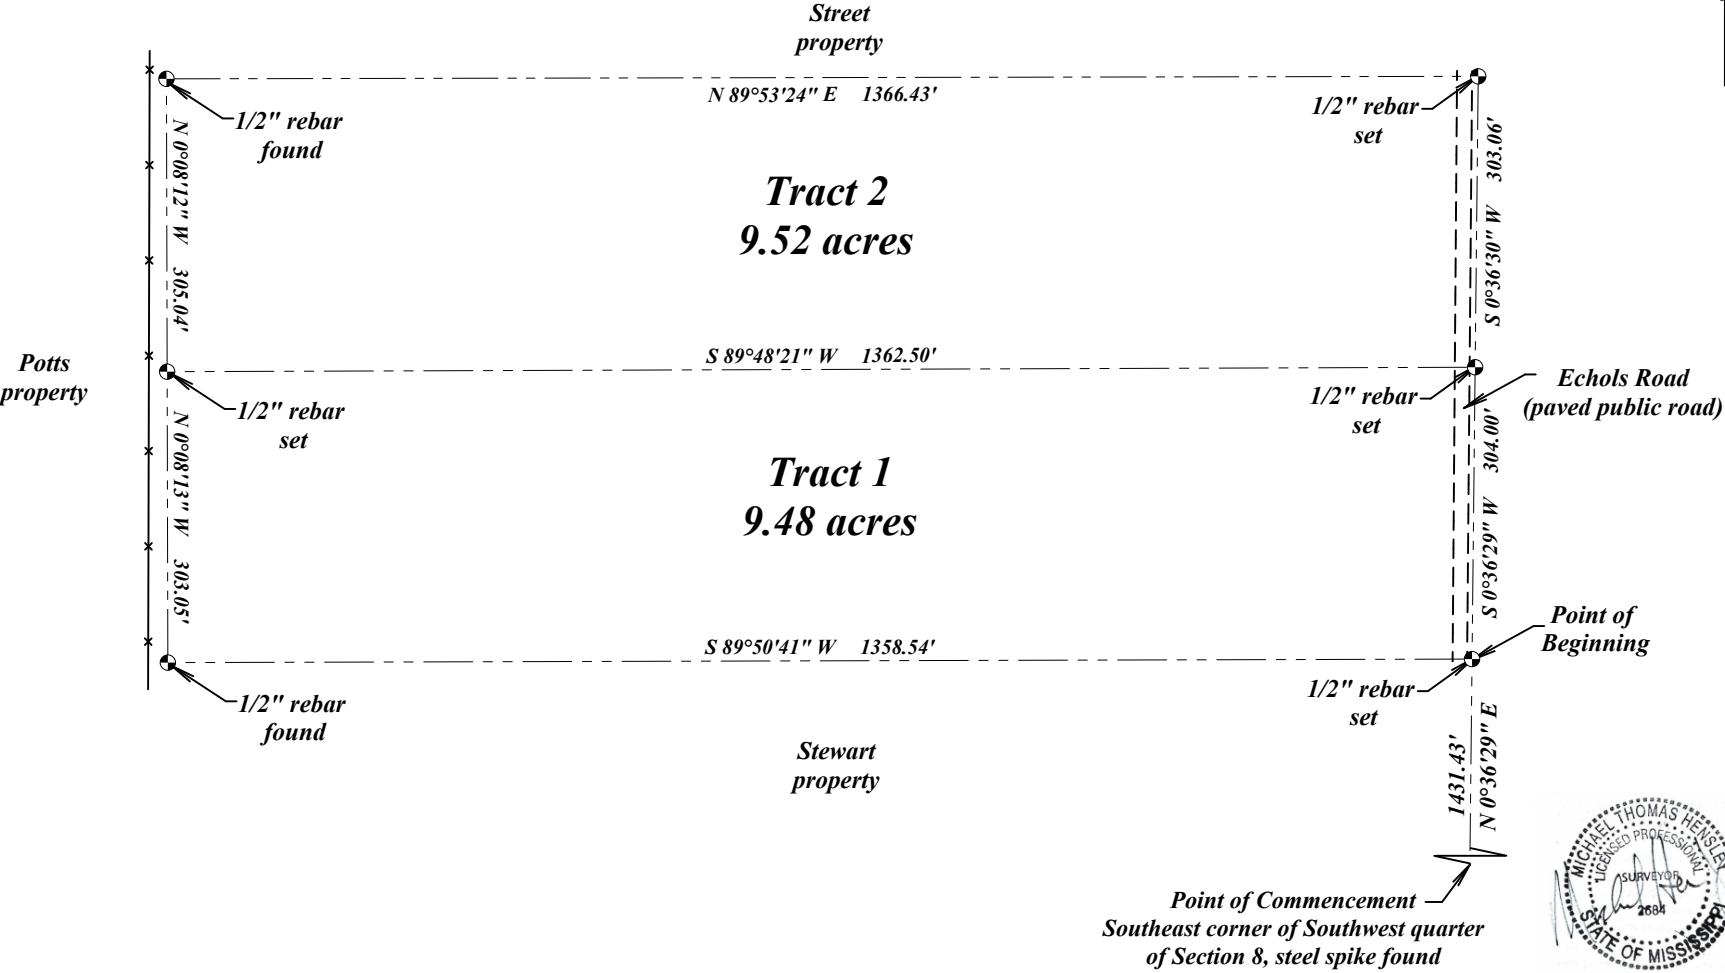 Street
property
N 89°53'24" E 1366.43'
1/2" rebar
found
1/2" rebar
set
N 0°08'12" W 305.04'
S 0°36'30" W 303.06'
Tract 2
9.52 acres
S 89°48'21" W 1362.50'
Potts
property
1/2" rebar
set
1/2" rebar
set
Echols Road
(paved public road)
N 0°08'13" W 303.05'
S 0°36'29" W 304.00'
Tract 1
9.48 acres
Point of
Beginning
S 89°50'41" W 1358.54'
1/2" rebar
found
1/2" rebar
set
Stewart
property
1431.43'
N 0°36'29" E
Point of Commencement
Southeast corner of Southwest quarter
of Section 8, steel spike found
MICHAEL THOMAS HENSLEY
LICENSED PROFESSIONAL
SURVEYOR
2684
STATE OF MISSISSIPPI